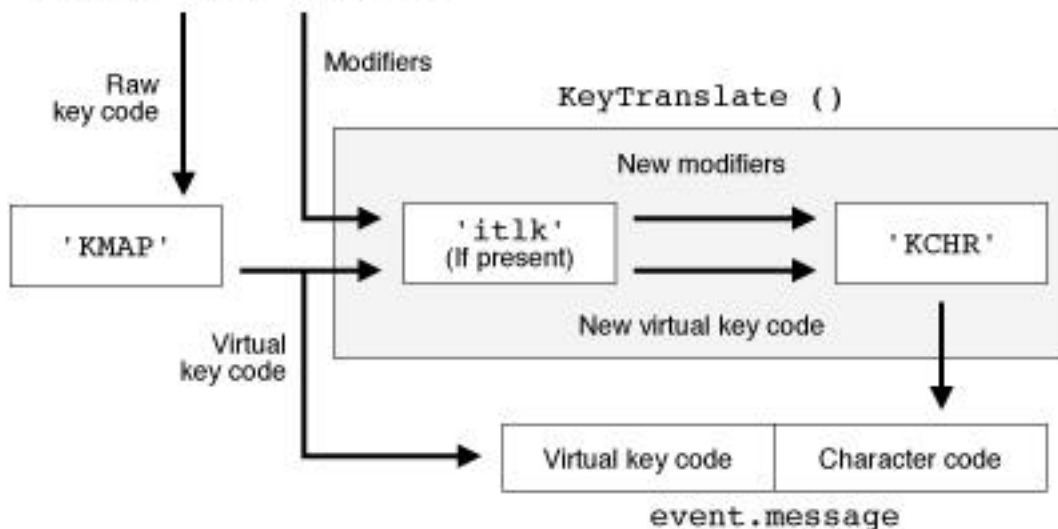 Modifiers
Raw
key code
KeyTranslate ()
New modifiers
'KMAP'
'itlk'
(If present)
'KCHR'
New virtual key code
Virtual
key code
Virtual key code
Character code
event.message